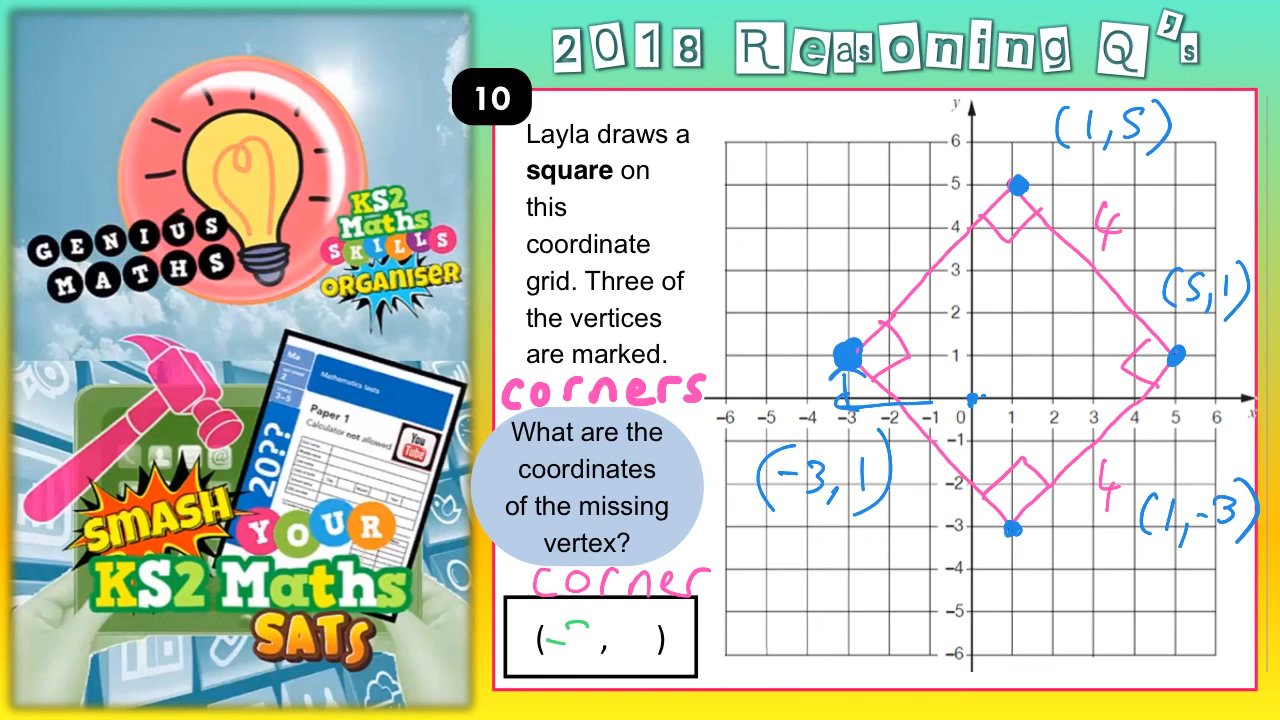 2018 Reasoning Q's
GENIUS
MATHS
KS2
Maths
SKILLS
ORGANISER
Ma
Mathematics tests
Paper 1
Calculator not allowed
You
Tube
20??
SMASH
YOUR
KS2 Maths
SATS
10
Layla draws a
square on
this
coordinate
grid. Three of
the vertices
are marked.
corners
What are the
coordinates
of the missing
vertex?
corner
( , )
y
(1,5)
6
5
4
4
3
(5,1)
2
1
-6 -5 -4 -3 -2 -1 0 1 2 3 4 5 6 x
-1
(-3,1)
-2
4
(1,-3)
-3
-4
-5
-6